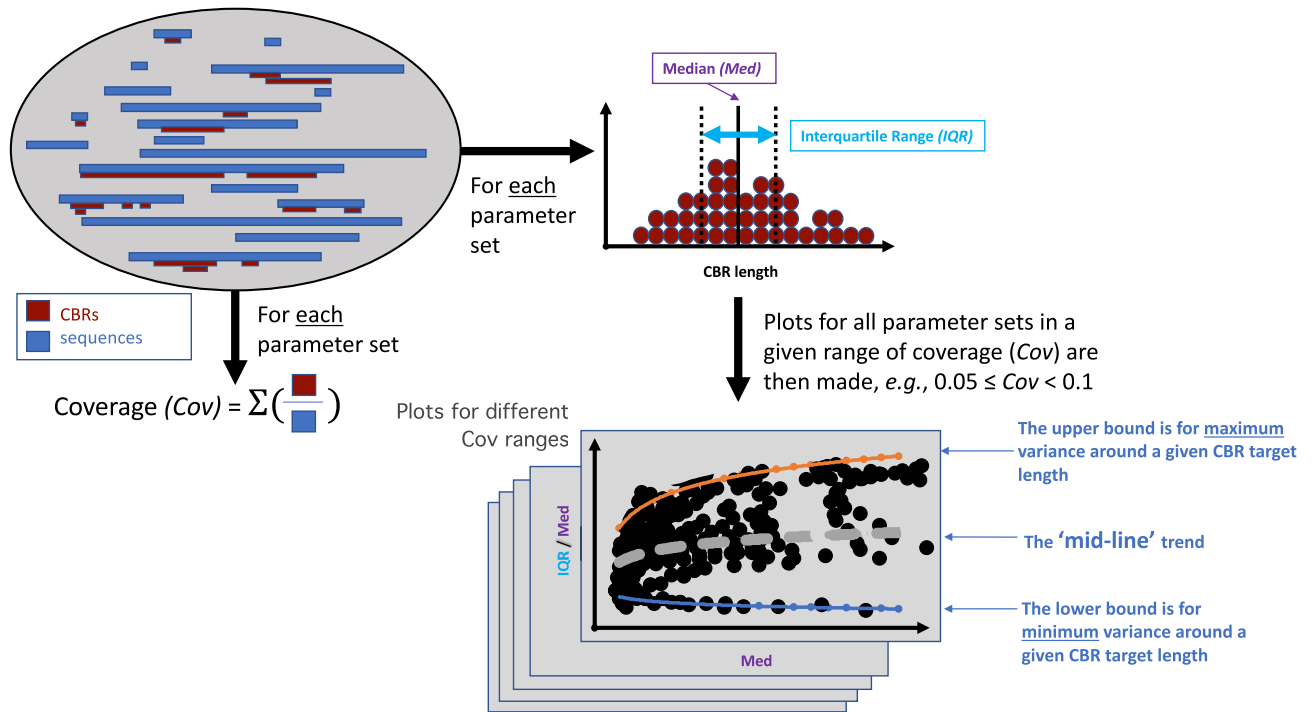 Median (Med)
Interquartile Range (IQR)
For each
parameter
set
CBR length
CBRs
sequences
For each
parameter set
Coverage (Cov) = Σ( )
Plots for all parameter sets in a
given range of coverage (Cov) are
then made, e.g., 0.05 ≤ Cov < 0.1
Plots for different
Cov ranges
IQR / Med
Med
The upper bound is for maximum
variance around a given CBR target
length
The ‘mid-line’ trend
The lower bound is for
minimum variance around a
given CBR target length